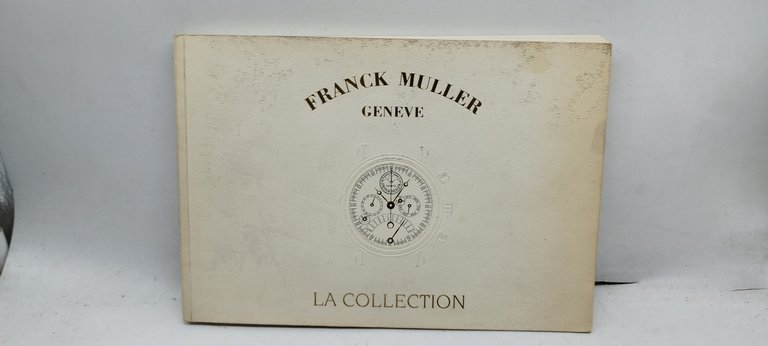 FRANCK MULLER
GENEVE
LA COLLECTION